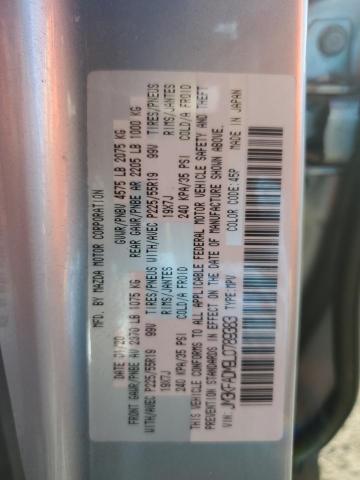 MFD. BY MAZDA MOTOR CORPORATION
DATE 01/20 GVWR/PNBV 4575 LB 2075 KG
FRONT GAWR/PNBE AV 2370 LB 1075 KG REAR GAWR/PNBE AR 2205 LB 1000 KG
WITH/AVEC P225/55R19 99V TIRES/PNEUS WITH/AVEC P225/55R19 99V TIRES/PNEUS
19X7J RIMS/JANTES 19X7J RIMS/JANTES
240 KPA/35 PSI COLD/A FROID 240 KPA/35 PSI COLD/A FROID
THIS VEHICLE CONFORMS TO ALL APPLICABLE FEDERAL MOTOR VEHICLE SAFETY AND THEFT
PREVENTION STANDARDS IN EFFECT ON THE DATE OF MANUFACTURE SHOWN ABOVE.
MADE IN JAPAN
VIN: TYPE: MPV COLOR: 45P